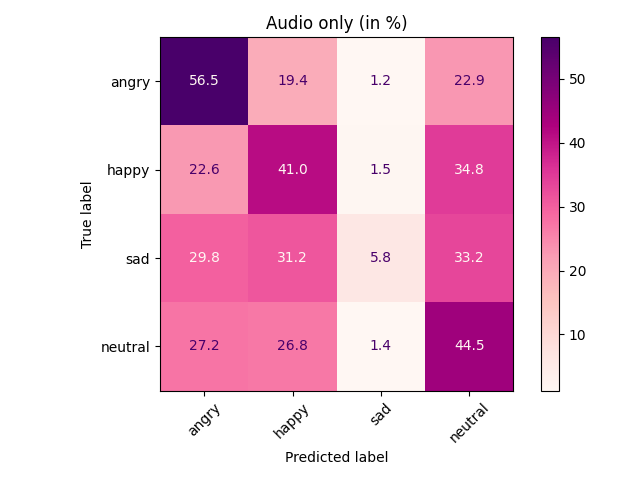 Audio only (in %)
angry 56.5 19.4 1.2 22.9
happy 22.6 41.0 1.5 34.8
sad 29.8 31.2 5.8 33.2
neutral 27.2 26.8 1.4 44.5
angry happy sad neutral
True label
Predicted label
50
40
30
20
10